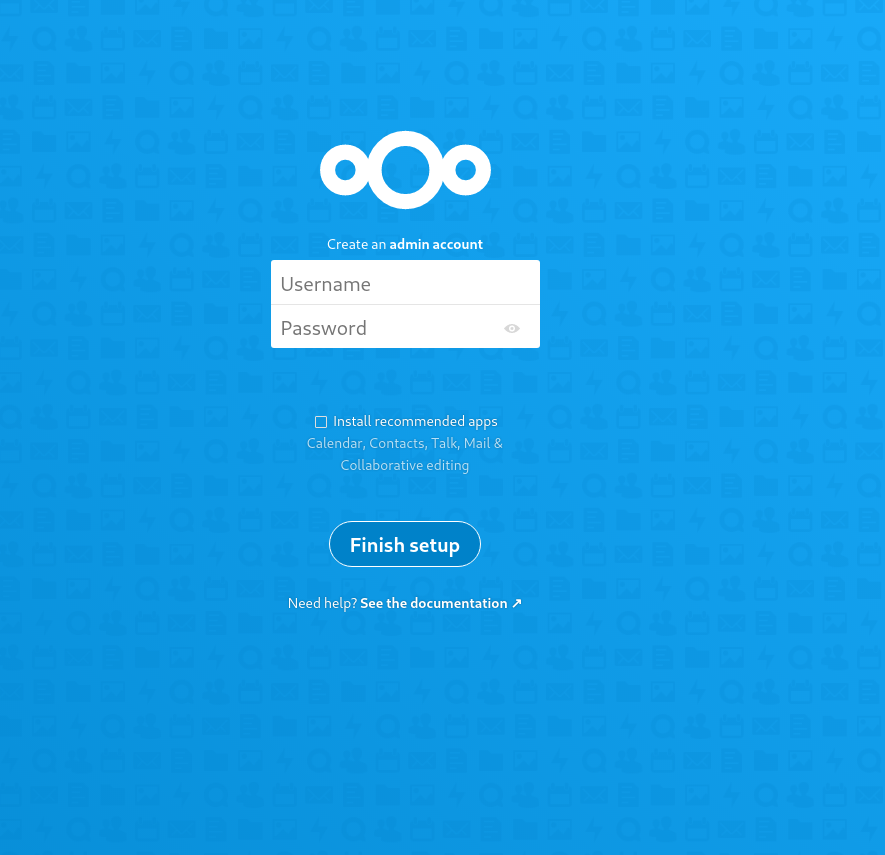 Create an admin account
Username
Password
Install recommended apps
Calendar, Contacts, Talk, Mail &
Collaborative editing
Finish setup
Need help? See the documentation ↗